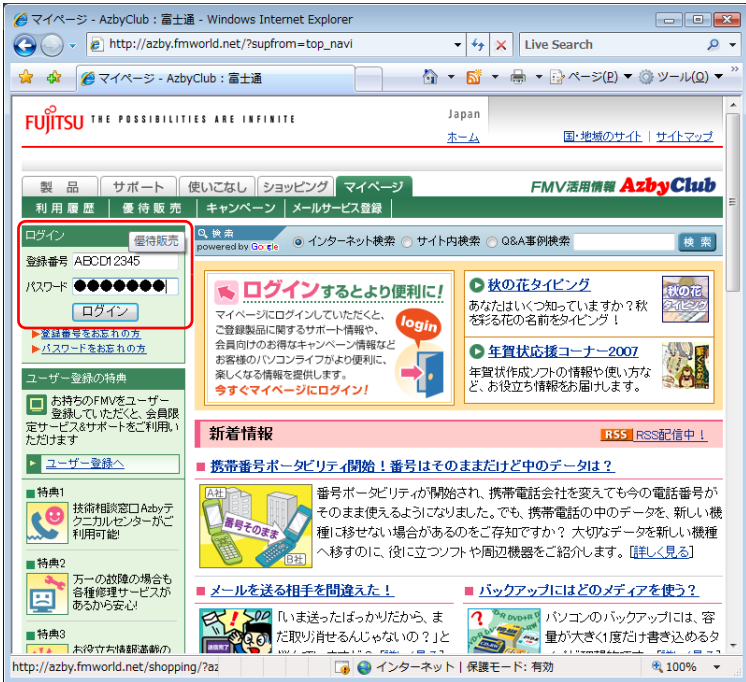 マイページ - AzbyClub : 富士通 - Windows Internet Explorer
http://azby.fmworld.net/?supfrom=top_navi
Live Search
マイページ - AzbyClub : 富士通
ページ(P)
ツール(O)
FUJITSU THE POSSIBILITIES ARE INFINITE
Japan
ホーム
国・地域のサイト | サイトマップ
製 品
サポート
使いこなし
ショッピング
マイページ
FMV活用情報 AzbyClub
利用履歴
優待販売
キャンペーン
メールサービス登録
ログイン
優待販売
登録番号 ABCD12345
パスワード ●●●●●●●
ログイン
▶登録番号をお忘れの方
▶パスワードをお忘れの方
検索
powered by Google
インターネット検索
サイト内検索
Q&A事例検索
検索
ログインするとより便利に!
マイページにログインしていただくと、
ご登録製品に関するサポート情報や、
会員向けのお得なキャンペーン情報など
お客様のパソコンライフがより便利に、
楽しくなる情報を提供します。
今すぐマイページにログイン!
login
秋の花タイピング
あなたはいくつ知っていますか？秋
を彩る花の名前をタイピング！
秋の花
タイピング
年賀状応援コーナー2007
年賀状作成ソフトの情報や使い方な
ど、お役立ち情報をお届けします。
ユーザー登録の特典
お持ちのFMVをユーザー
登録していただくと、会員限
定サービス&サポートをご利用い
ただけます
ユーザー登録へ
■特典1
技術相談窓口Azbyテ
クニカルセンターがご
利用可能!
■特典2
万一の故障の場合も
各種修理サービスが
あるから安心!
■特典3
お役立ち情報満載の
新着情報
RSS RSS配信中！
■ 携帯番号ポータビリティ開始！番号はそのままだけど中のデータは？
A社
番号そのまま
B社
番号ポータビリティが開始され、携帯電話会社を変えても今の電話番号が
そのまま使えるようになりました。でも、携帯電話の中のデータを、新しい機
種に移せない場合があるのをご存知ですか？ 大切なデータを新しい機種
へ移すのに、役に立つソフトや周辺機器をご紹介します。[詳しく見る]
■ メールを送る相手を間違えた！
「いま送ったばっかりだから、ま
だ取り消せるんじゃないの？」と
■ バックアップにはどのメディアを使う？
パソコンのバックアップには、容
量が大きく1度だけ書き込めるタ
http://azby.fmworld.net/shopping/?az
インターネット | 保護モード: 有効
100%